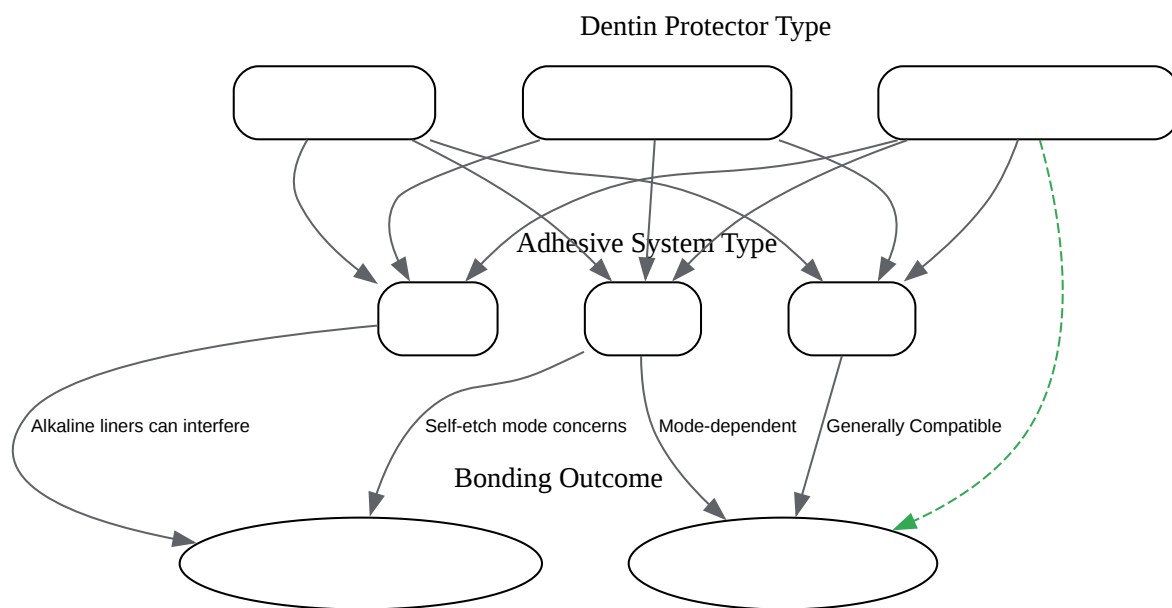 Dentin Protector Type
Adhesive System Type
Alkaline liners can interfere
Self-etch mode concerns
Mode-dependent
Generally Compatible
Bonding Outcome